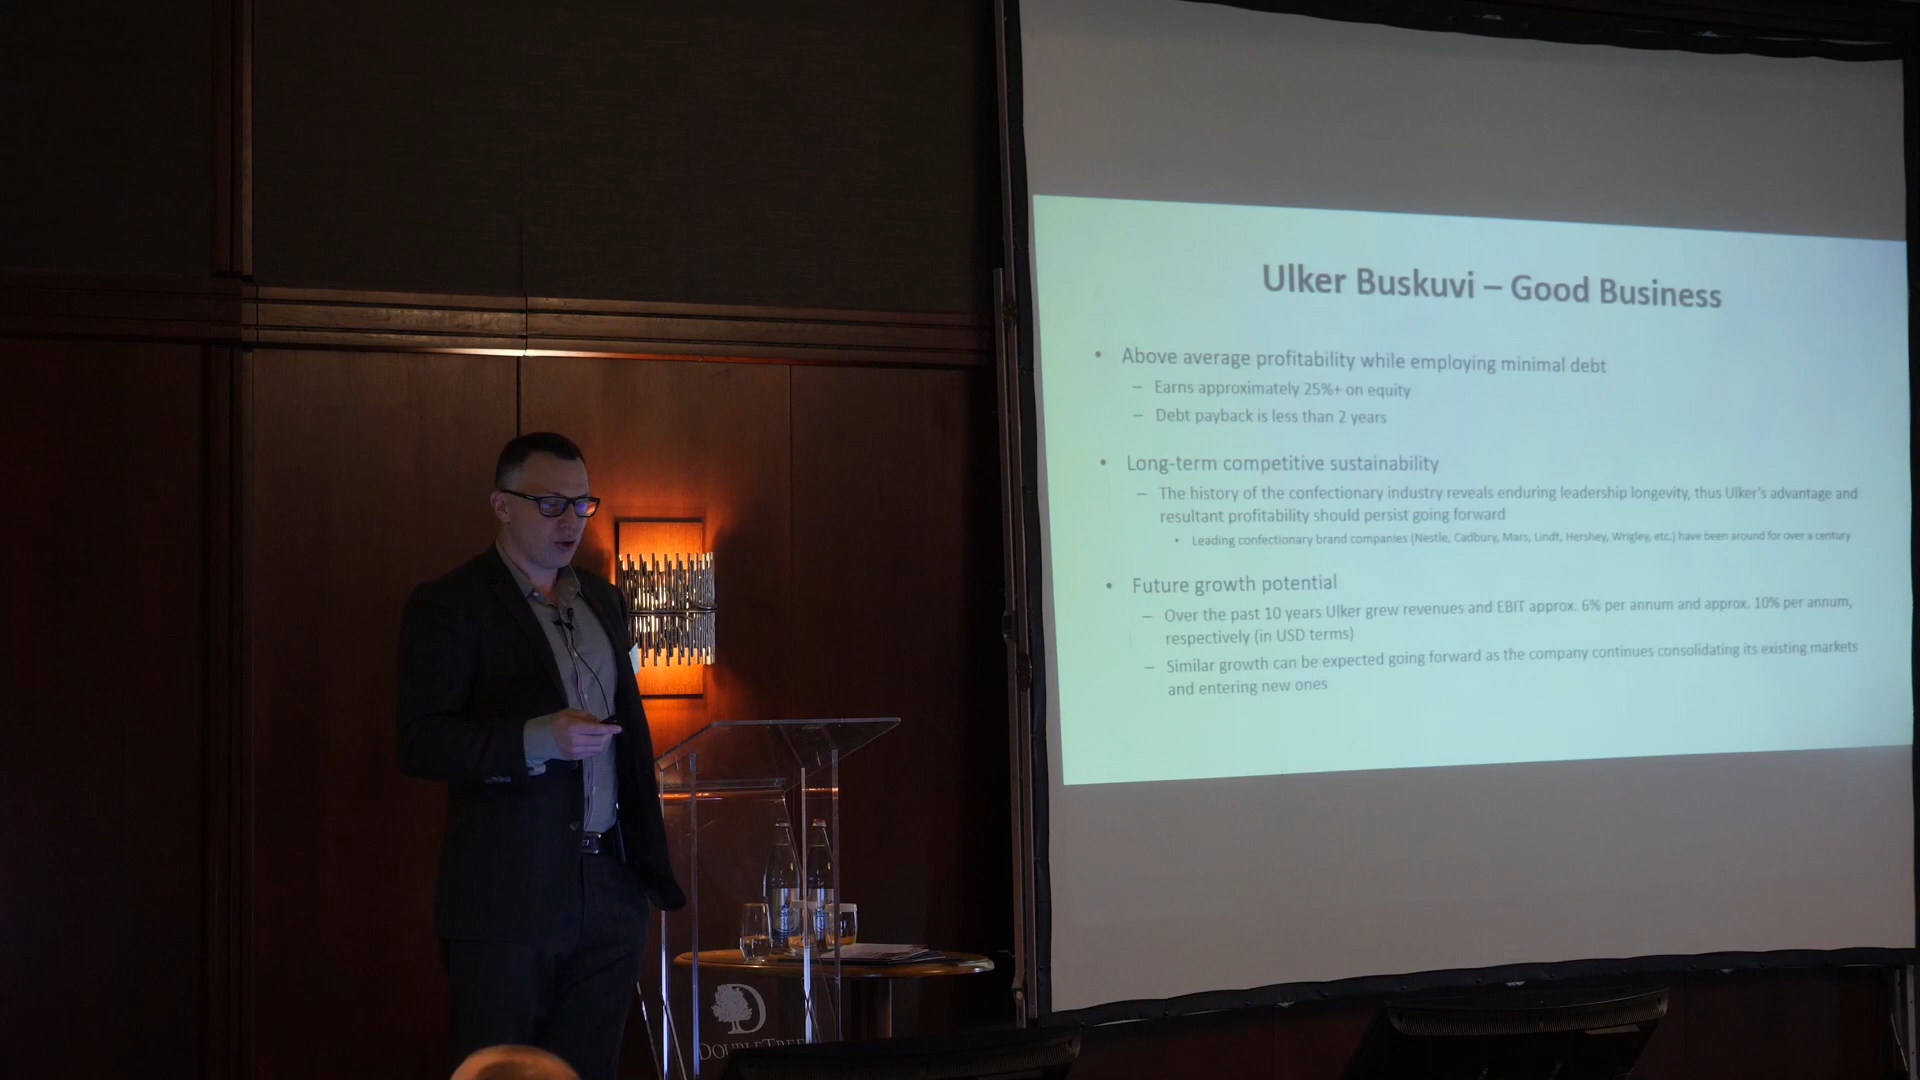 Ulker Buskuvi – Good Business
• Above average profitability while employing minimal debt
– Earns approximately 25%+ on equity
– Debt payback is less than 2 years
• Long-term competitive sustainability
– The history of the confectionary industry reveals enduring leadership longevity, thus Ulker's advantage and
resultant profitability should persist going forward
• Leading confectionary brand companies (Nestle, Cadbury, Mars, Lindt, Hershey, Wrigley, etc.) have been around for over a century
• Future growth potential
– Over the past 10 years Ulker grew revenues and EBIT approx. 6% per annum and approx. 10% per annum,
respectively (in USD terms)
– Similar growth can be expected going forward as the company continues consolidating its existing markets
and entering new ones
D
DOUBLETREE